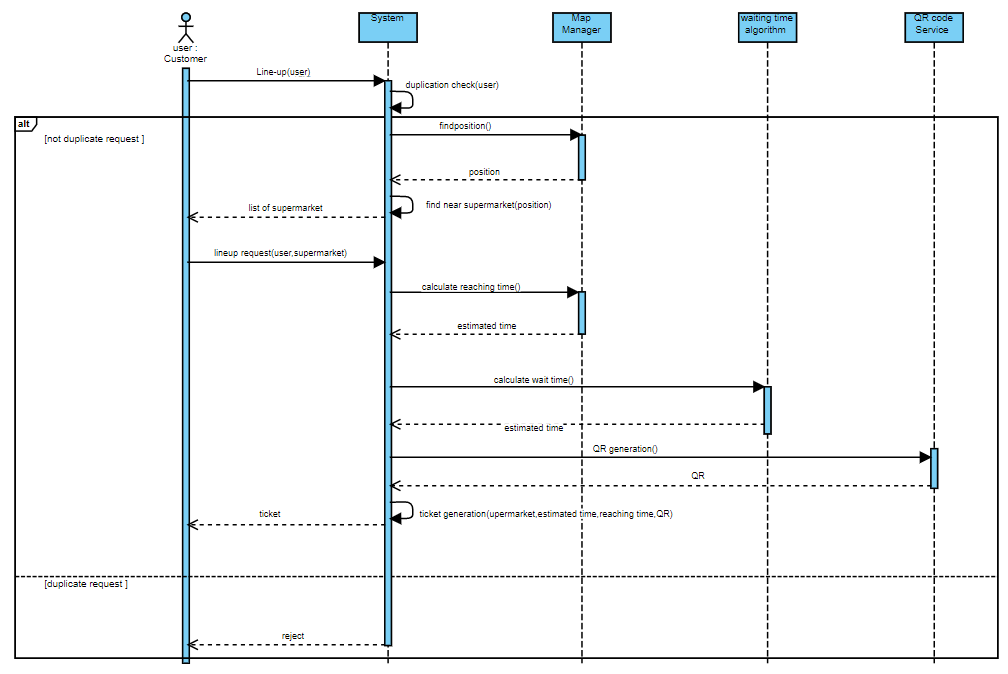 System
Map
Manager
waiting time
algorithm
QR code
Service
user :
Customer
Line-up(user)
duplication check(user)
alt
[not duplicate request ]
findposition()
position
find near supermarket(position)
list of supermarket
lineup request(user,supermarket)
calculate reaching time()
estimated time
calculate wait time()
estimated time
QR generation()
QR
ticket generation(upermarket,estimated time,reaching time,QR)
ticket
[duplicate request ]
reject